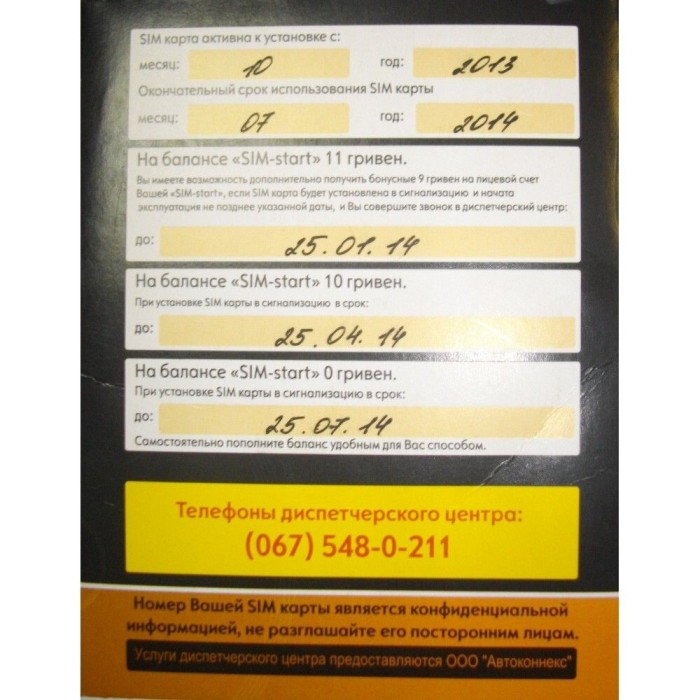 SIM карта активна к установке с:
месяц: 10 год: 2013
Окончательный срок использования SIM карты
месяц: 07 год: 2014
На балансе «SIM-start» 11 гривен.
Вы имеете возможность дополнительно получить бонусные 9 гривен на лицевой счет
Вашей «SIM-start», если SIM карта будет установлена в сигнализацию и начата
эксплуатация не позднее указанной даты, и Вы совершите звонок в диспетчерский центр:
до: 25.01.14
На балансе «SIM-start» 10 гривен.
При установке SIM карты в сигнализацию в срок:
до: 25.04.14
На балансе «SIM-start» 0 гривен.
При установке SIM карты в сигнализацию в срок:
до: 25.07.14
Самостоятельно пополните баланс удобным для Вас способом.
Телефоны диспетчерского центра:
(067) 548-0-211
Номер Вашей SIM карты является конфиденциальной
информацией, не разглашайте его посторонним лицам.
Услуги диспетчерского центра предоставляются ООО "Автоконнекс"